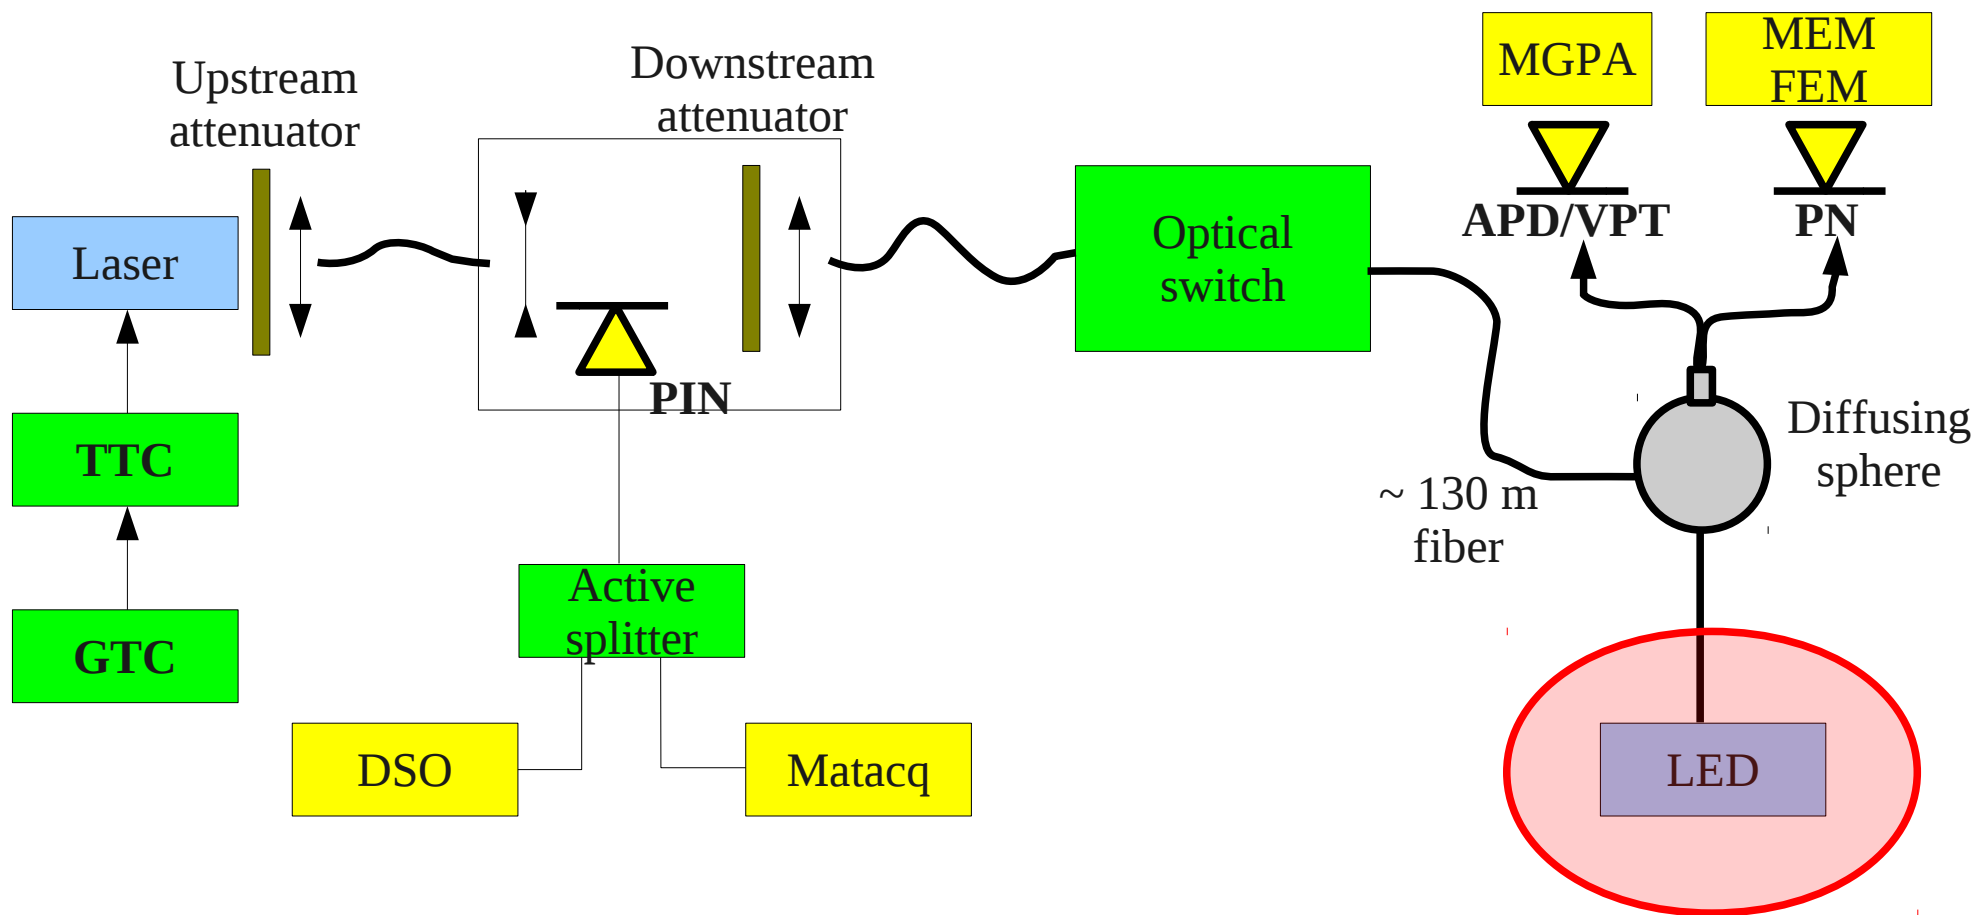 Upstream
attenuator
Downstream
attenuator
MGPA
MEM
FEM
Laser
Optical
switch
APD/VPT
PN
PIN
TTC
Diffusing
sphere
~ 130 m
fiber
Active
splitter
GTC
DSO
Matacq
LED